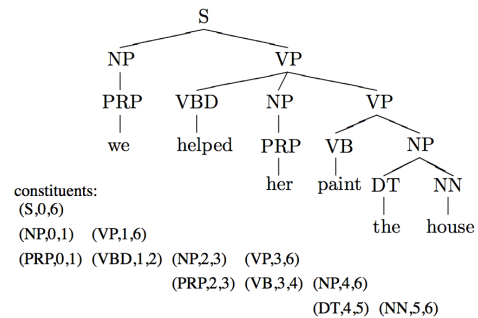 S
NP VP
PRP VBD NP VP
we helped PRP VB NP
her paint DT NN
the house
constituents:
(S,0,6)
(NP,0,1) (VP,1,6)
(PRP,0,1) (VBD,1,2) (NP,2,3) (VP,3,6)
(PRP,2,3) (VB,3,4) (NP,4,6)
(DT,4,5) (NN,5,6)